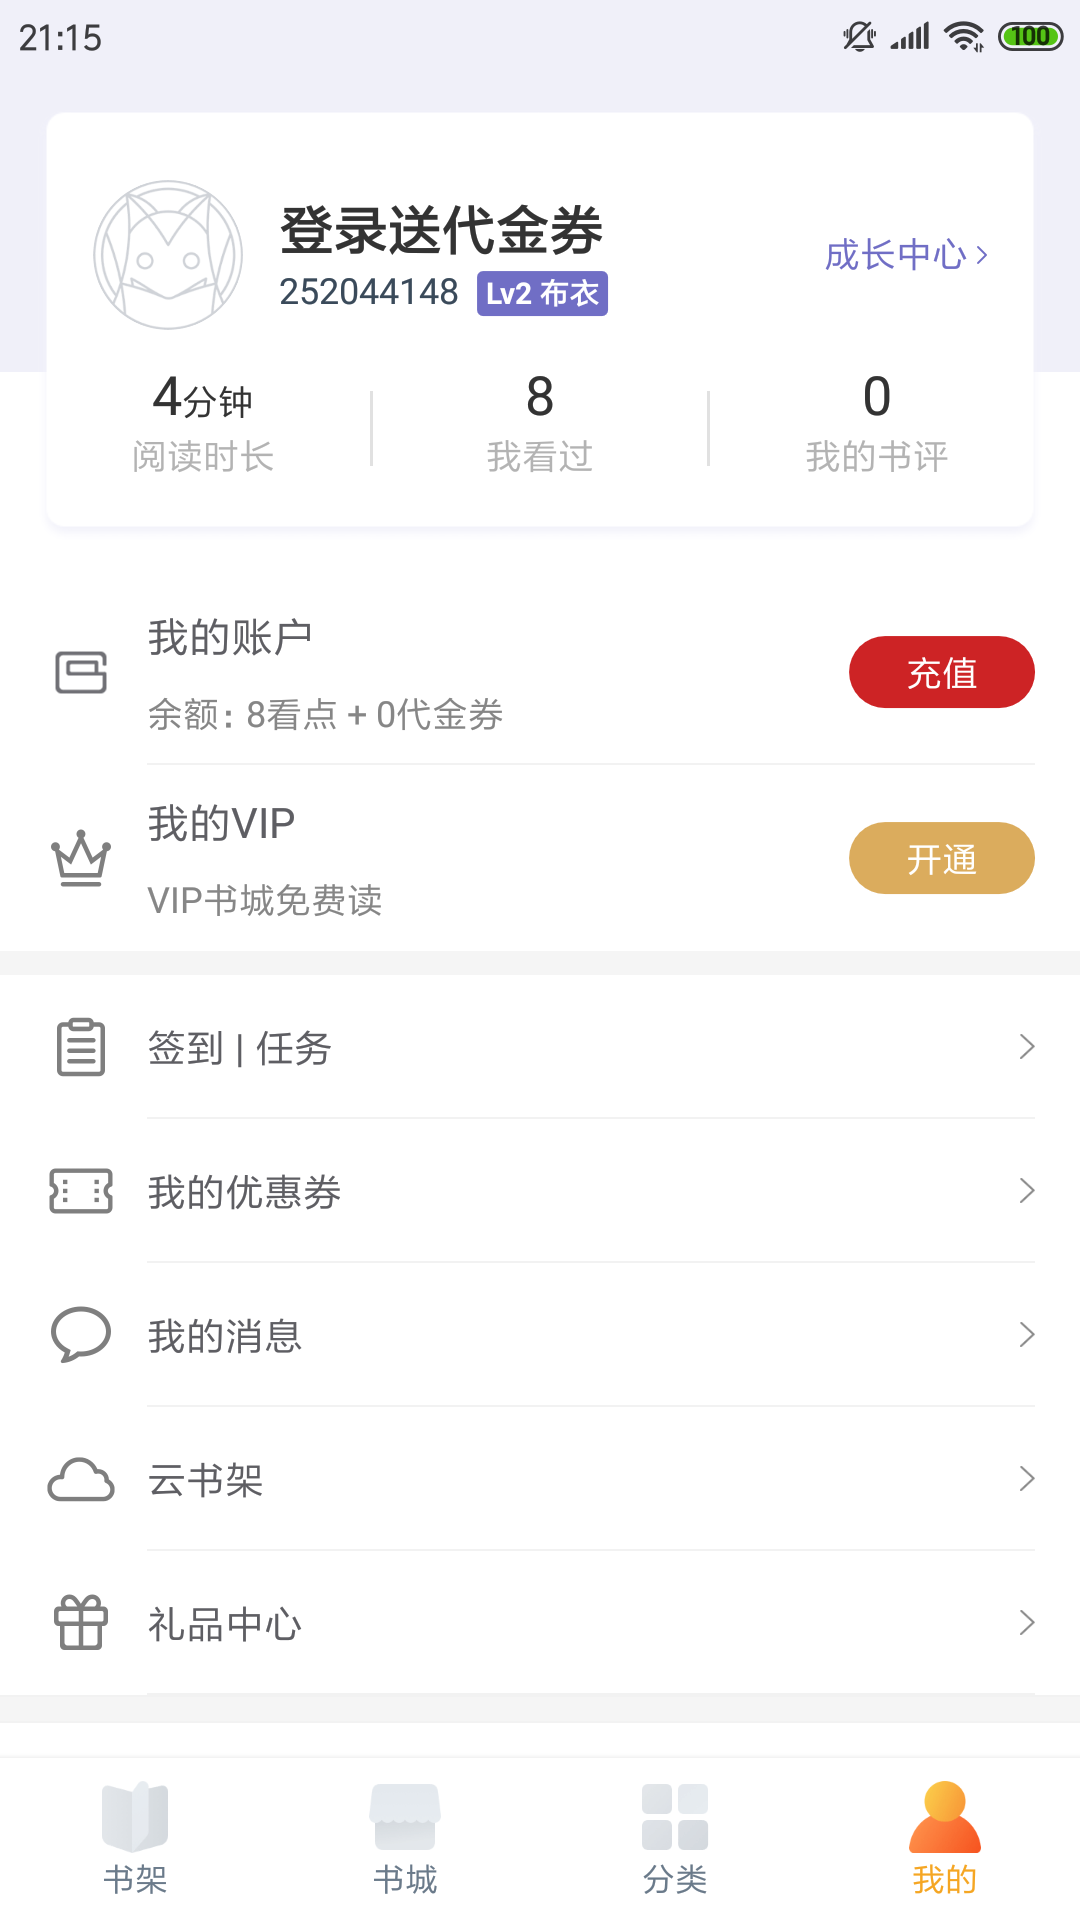 21:15
100
登录送代金券
252044148 Lv2 布衣
成长中心
4分钟
阅读时长
8
我看过
0
我的书评
我的账户
余额：8看点 + 0代金券
充值
我的VIP
VIP书城免费读
开通
签到 | 任务
我的优惠券
我的消息
云书架
礼品中心
书架
书城
分类
我的